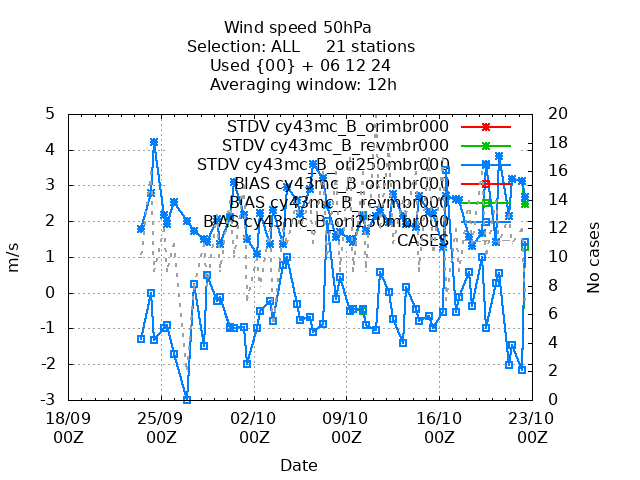 Wind speed 50hPa
Selection: ALL     21 stations
Used {00} + 06 12 24
Averaging window: 12h
STDV cy43mc_B_orimbr000
STDV cy43mc_B_revmbr000
STDV cy43mc_B_ori250mbr000
BIAS cy43mc_B_orimbr000
BIAS cy43mc_B_revmbr000
BIAS cy43mc_B_ori250mbr000
CASES
5
4
3
2
1
0
-1
-2
-3
m/s
20
18
16
14
12
10
8
6
4
2
0
No cases
18/09 25/09 02/10 09/10 16/10 23/10
00Z 00Z 00Z 00Z 00Z 00Z
Date